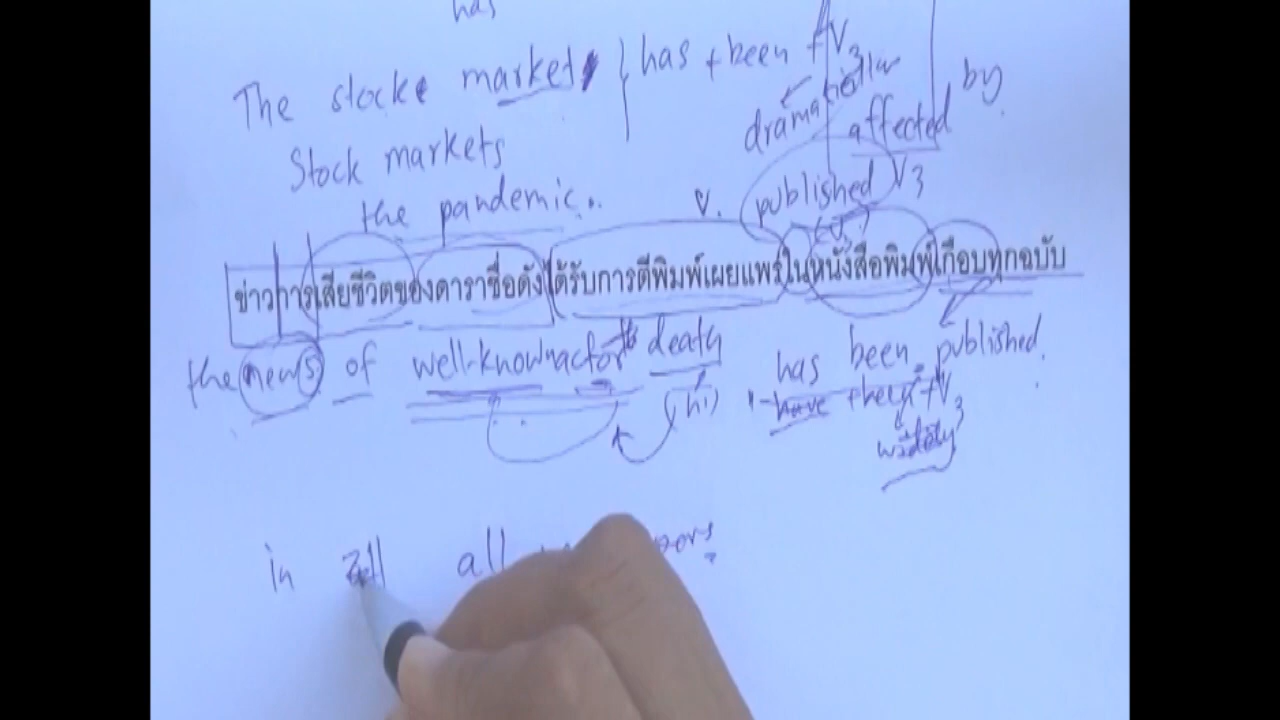 has
The stock market } has + been + V3
dramatic
affected by
Stock markets
the pandemic..
v. published V3
ข่าวการเสียชีวิตของดาราชื่อดังได้รับการตีพิมพ์เผยแพร่ในหนังสือพิมพ์เกือบทุกฉบับ
the news of well-known actor death has been published.
have + been + V3
widely
in all